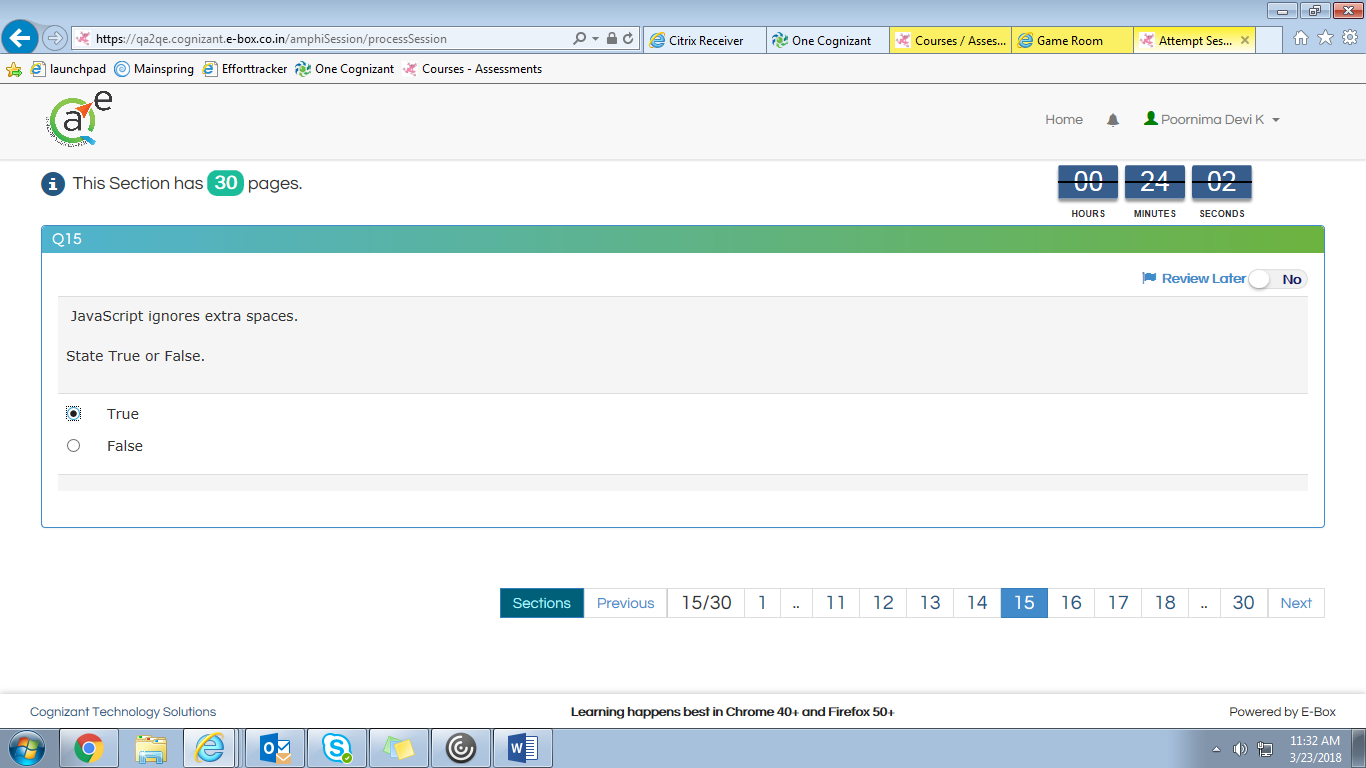 https://qa2qe.cognizant.e-box.co.in/amphiSession/processSession
Citrix Receiver
One Cognizant
Courses / Asses...
Game Room
Attempt Ses...
launchpad
Mainspring
Efforttracker
One Cognizant
Courses - Assessments
a e
Home
Poornima Devi K
This Section has 30 pages.
00 24 02
HOURS MINUTES SECONDS
Q15
Review Later No
JavaScript ignores extra spaces.
State True or False.
True
False
Sections Previous 15/30 1 .. 11 12 13 14 15 16 17 18 .. 30 Next
Cognizant Technology Solutions
Learning happens best in Chrome 40+ and Firefox 50+
Powered by E-Box
11:32 AM
3/23/2018